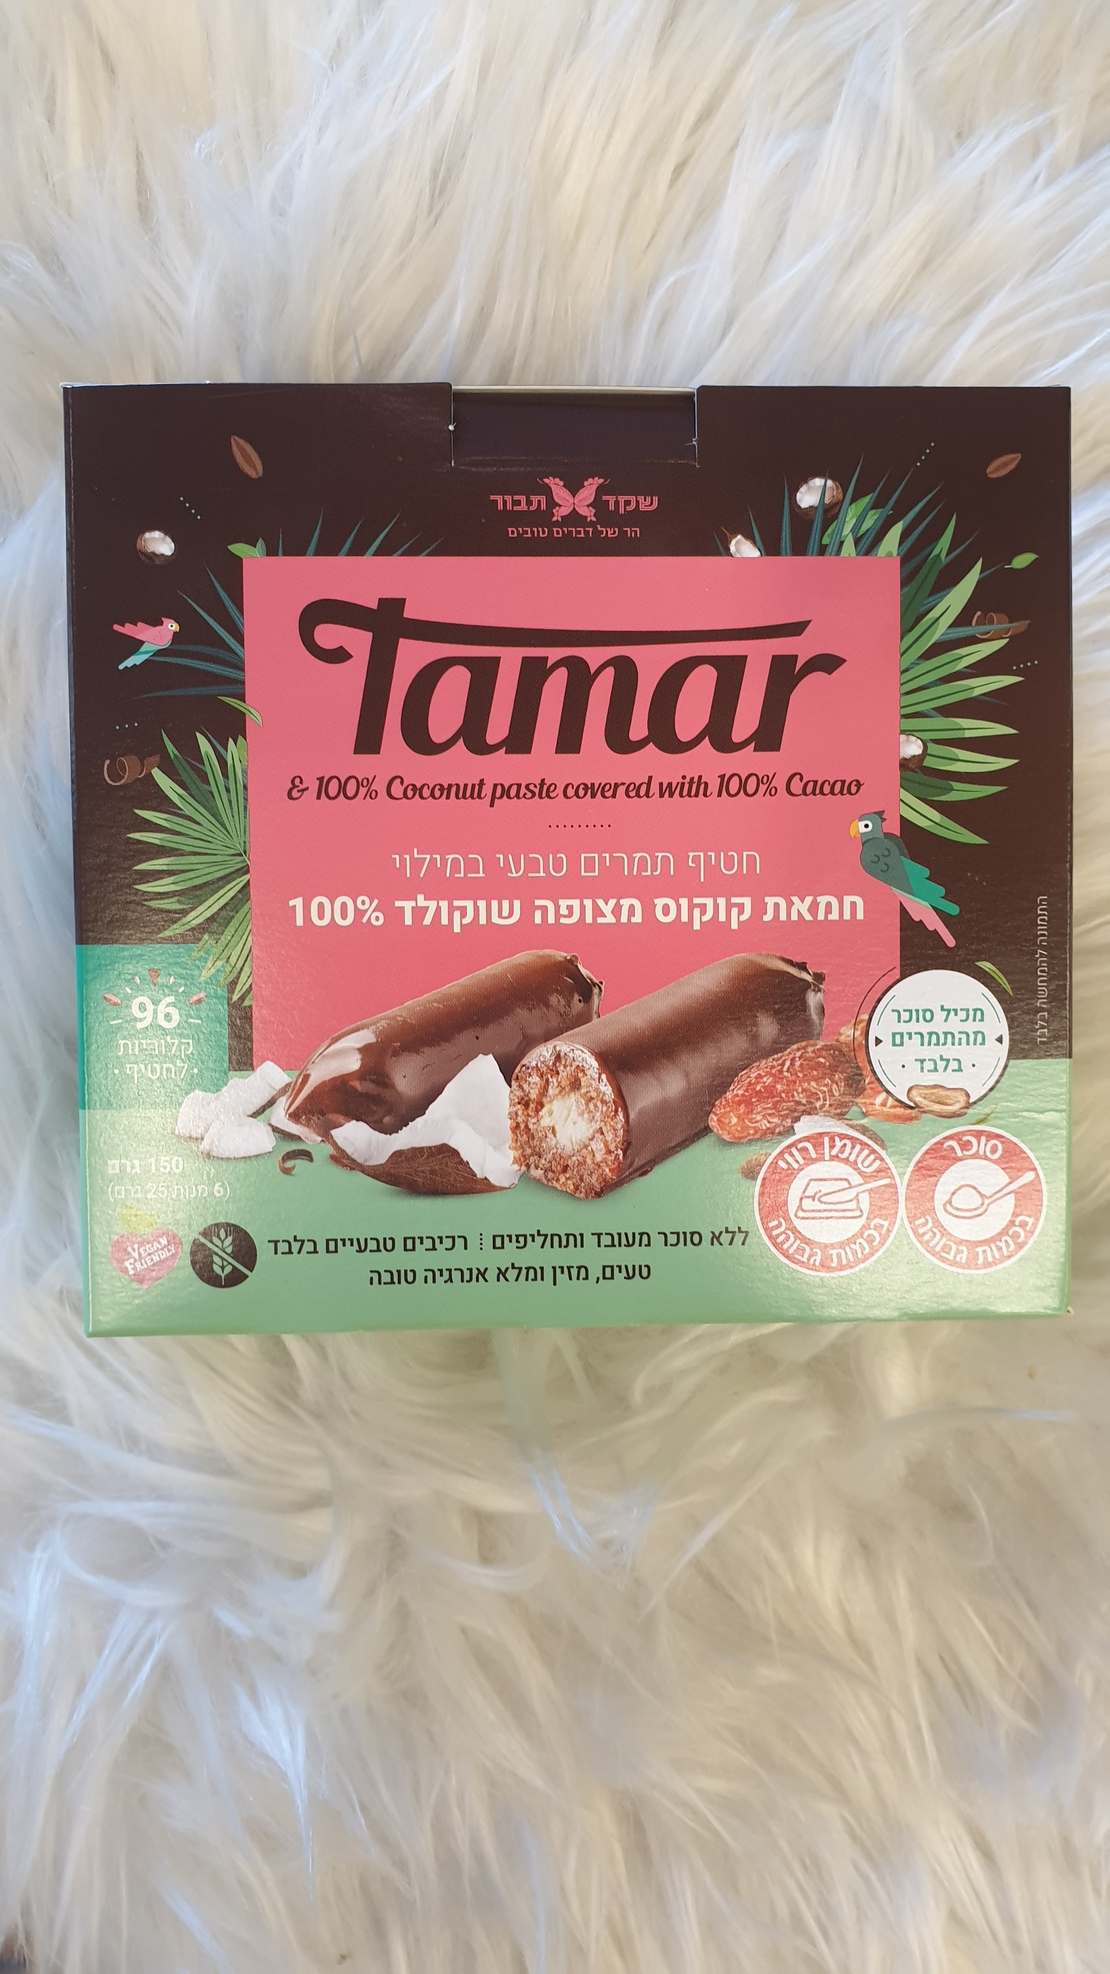 שקד תבור
הר של דברים טובים
Tamar
& 100% Coconut paste covered with 100% Cacao
חטיף תמרים טבעי במילוי
חמאת קוקוס מצופה שוקולד 100%
התמונה להמחשה בלבד
96
קלוריות
לחטיף
מכיל סוכר
מהתמרים
בלבד
150 גרם
(6 מנות 25 גרם)
שומן רווי
בכמות גבוהה
סוכר
בכמות גבוהה
VEGAN
FRIENDLY
ללא סוכר מעובד ותחליפים ⁞ רכיבים טבעיים בלבד
טעים, מזין ומלא אנרגיה טובה